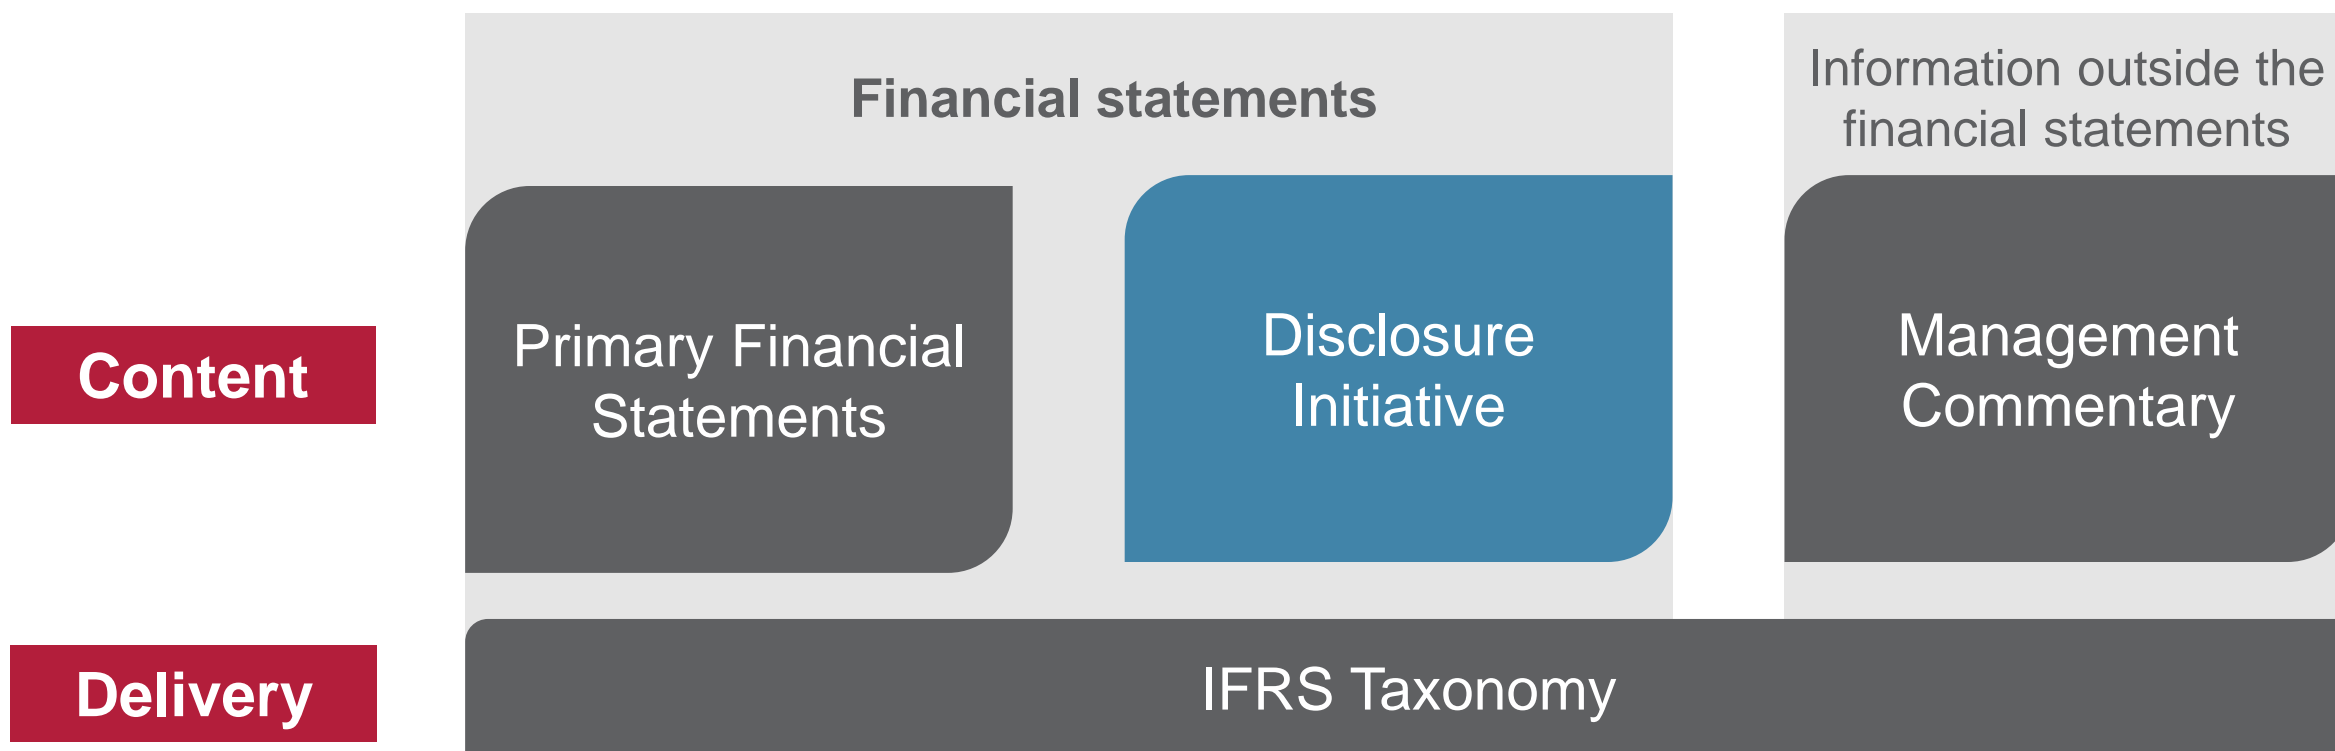 Financial statements
Information outside the
financial statements
Content
Primary Financial
Statements
Disclosure
Initiative
Management
Commentary
Delivery
IFRS Taxonomy